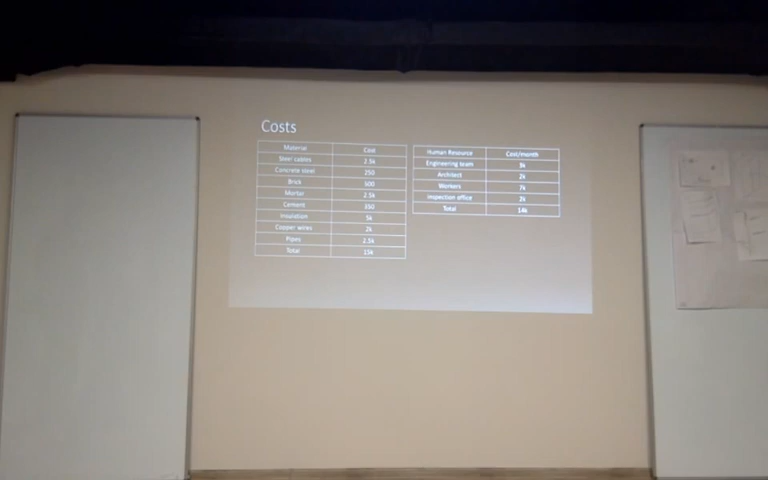 Costs
Material Cost
Steel cables 2.5k
Concrete steel 250
Brick 500
Mortar 2.5k
Cement 350
Insulation 5k
Copper wires 2k
Pipes 2.5k
Total 15k
Human Resource Cost/month
Engineering team 3k
Architect 2k
Workers 7k
Inspection office 2k
Total 14k